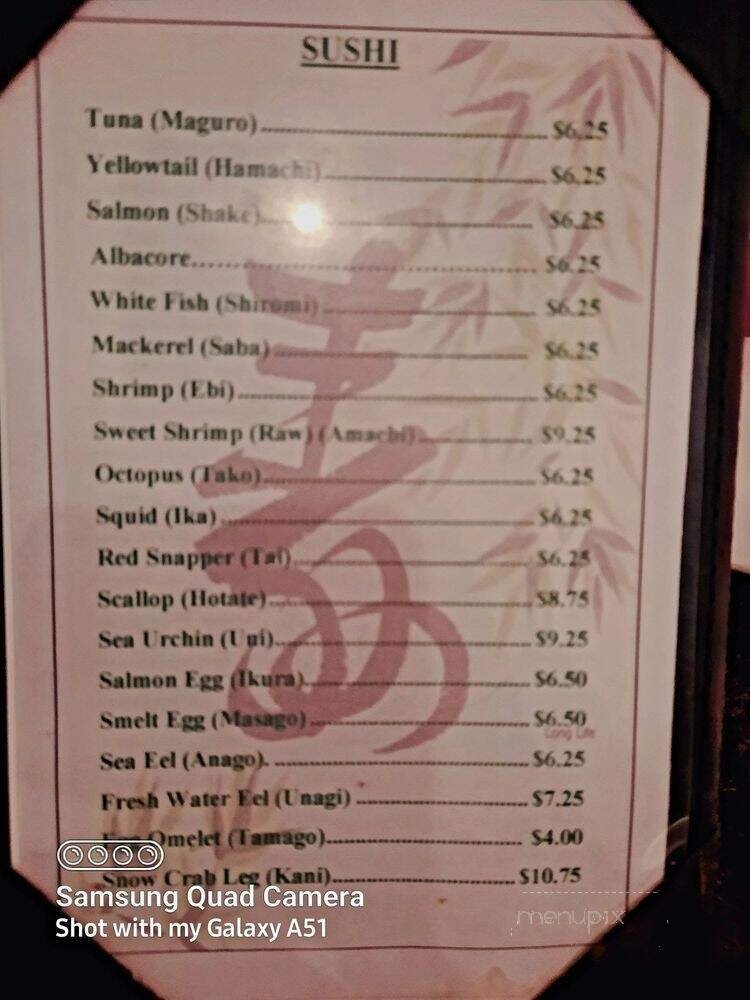 SUSHI
Tuna (Maguro)..................$6.25
Yellowtail (Hamachi)..................$6.25
Salmon (Shake)..................$6.25
Albacore..................$6.25
White Fish (Shiromi)..................$6.25
Mackerel (Saba)..................$6.25
Shrimp (Ebi)..................$6.25
Sweet Shrimp (Raw) (Amachi)..................$9.25
Octopus (Tako)..................$6.25
Squid (Ika)..................$6.25
Red Snapper (Tai)..................$6.25
Scallop (Hotate)..................$8.75
Sea Urchin (Uni)..................$9.25
Salmon Egg (Ikura)..................$6.50
Smelt Egg (Masago)..................$6.50
Long Life
Sea Eel (Anago)...................$6.25
Fresh Water Eel (Unagi) ..................$7.25
Egg Omelet (Tamago)..................$4.00
Snow Crab Leg (Kani)..................$10.75
寿
Samsung Quad Camera
Shot with my Galaxy A51
menupix